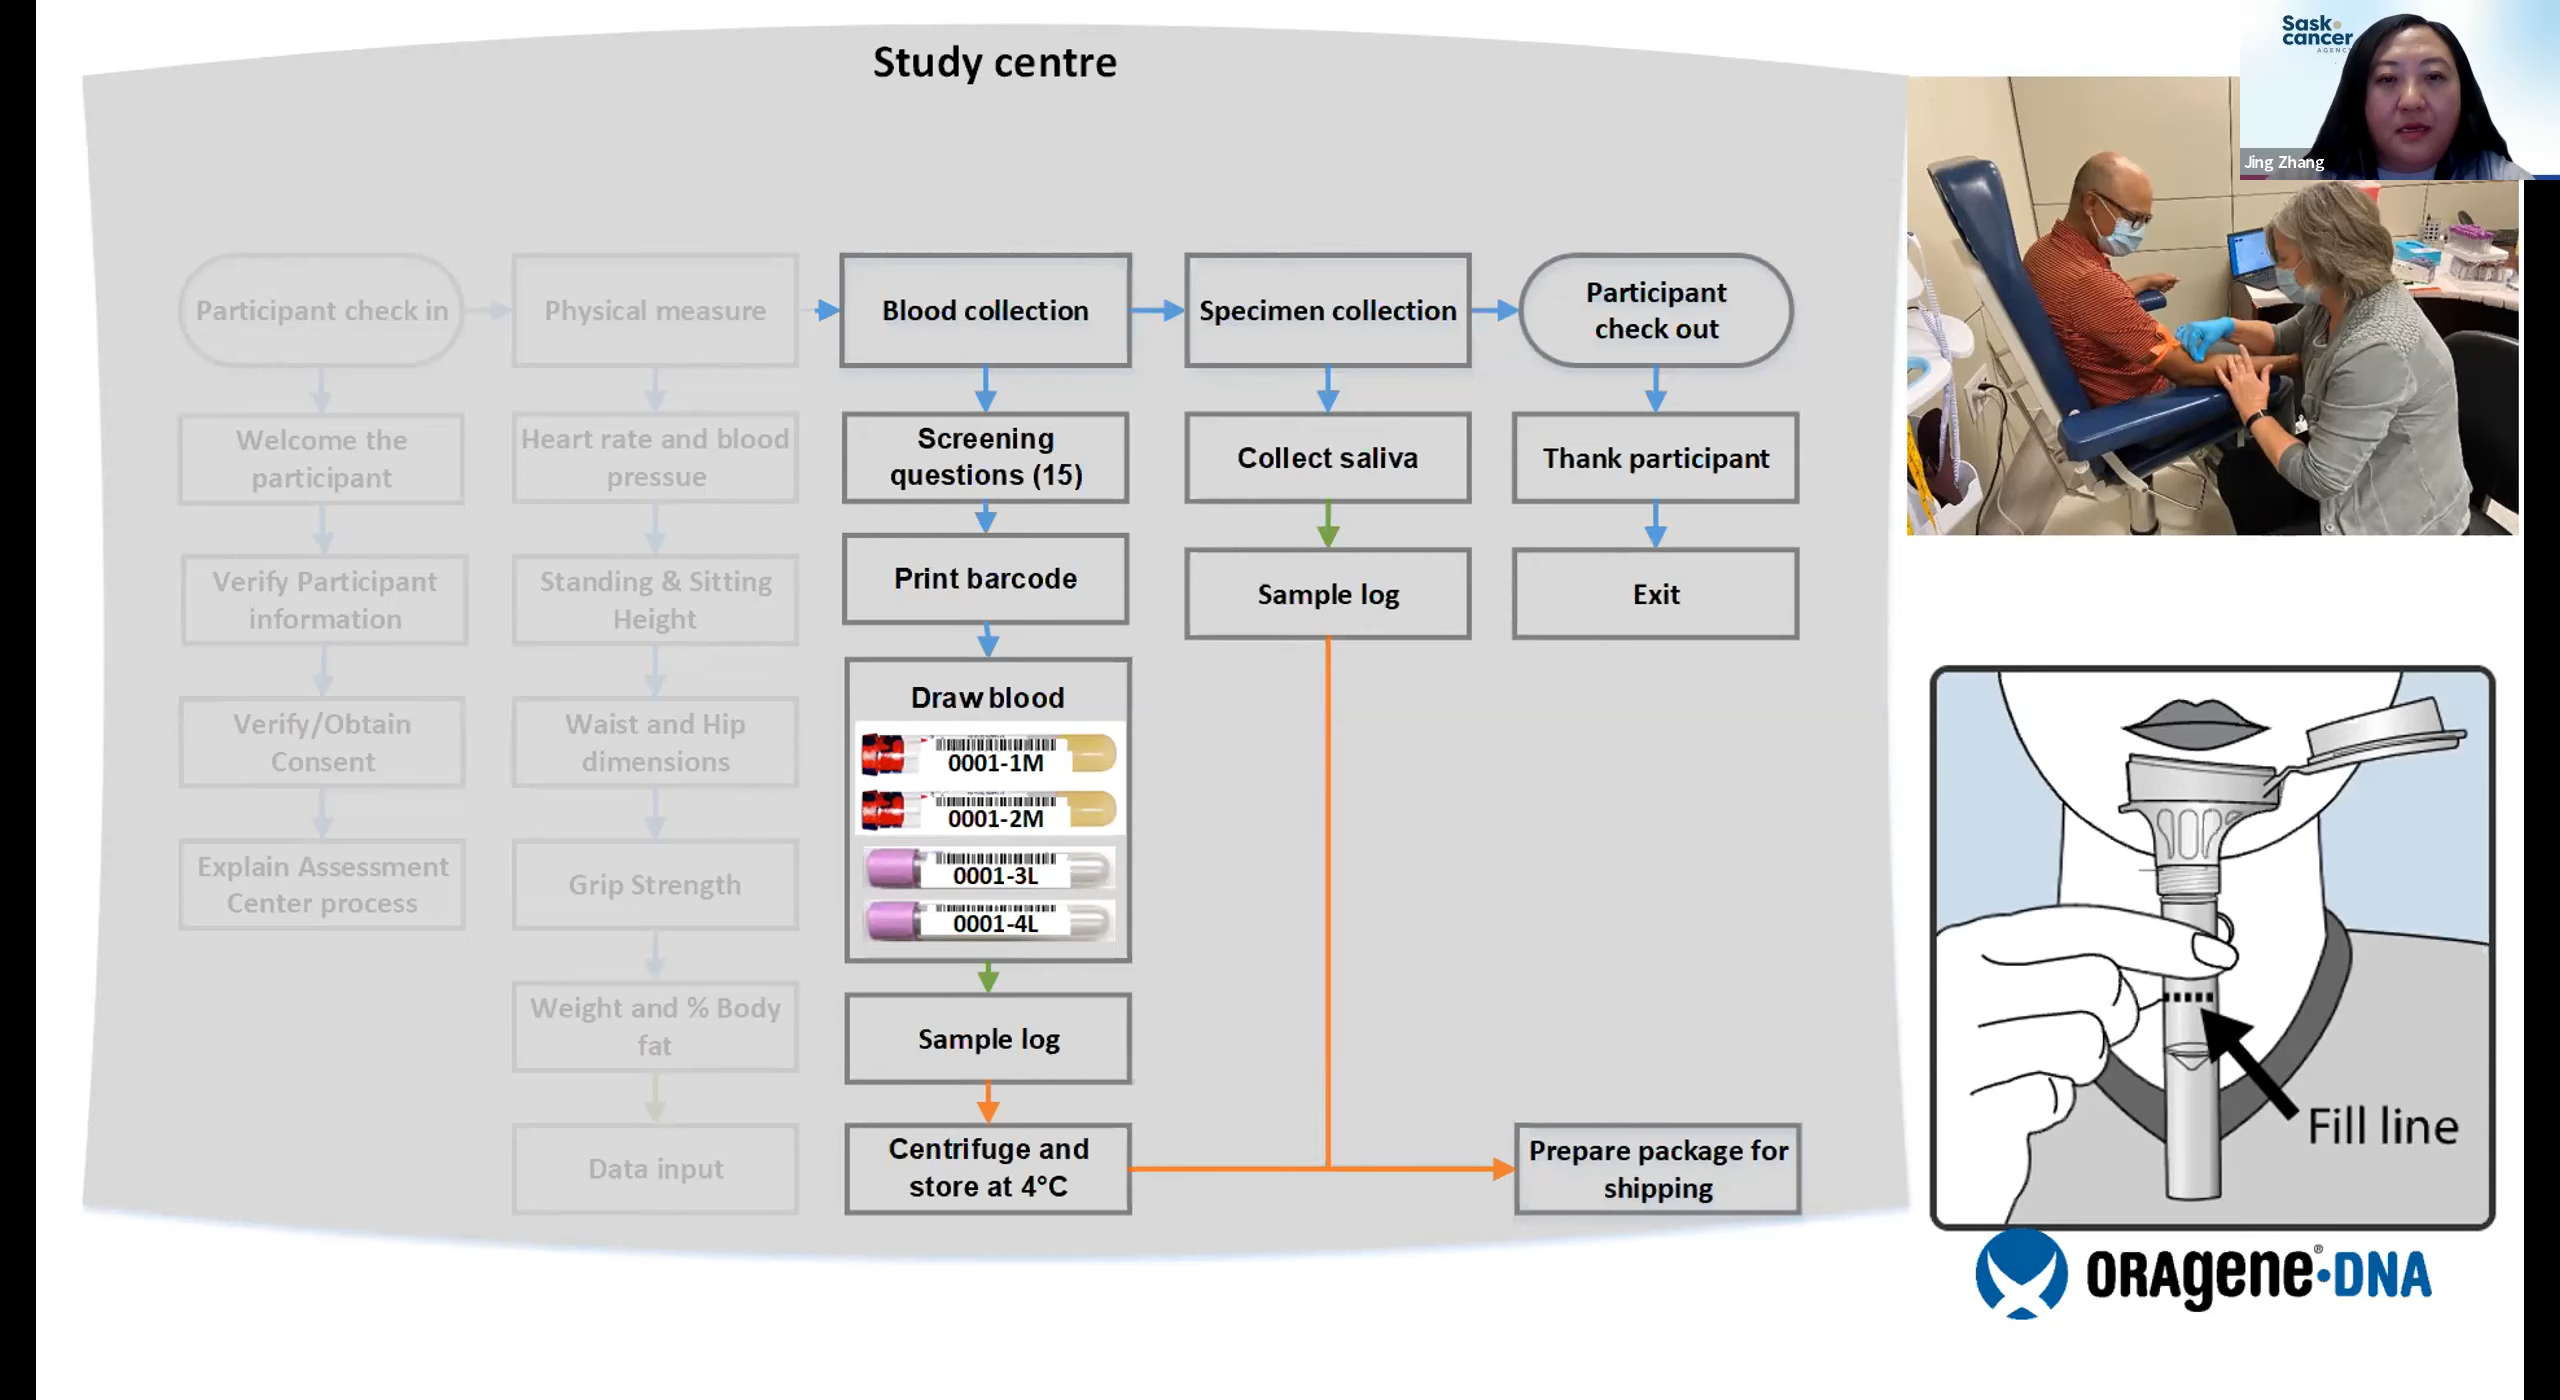 Study centre
Sask
cancer
AGENCY
Jing Zhang
Participant check in
Physical measure
Blood collection
Specimen collection
Participant
check out
Welcome the
participant
Heart rate and blood
pressue
Screening
questions (15)
Collect saliva
Thank participant
Verify Participant
information
Standing & Sitting
Height
Print barcode
Sample log
Exit
Verify/Obtain
Consent
Waist and Hip
dimensions
Draw blood
0001-1M
0001-2M
0001-3L
0001-4L
Explain Assessment
Center process
Grip Strength
Weight and % Body
fat
Sample log
Data input
Centrifuge and
store at 4°C
Prepare package for
shipping
Fill line
ORAgene®•DNA